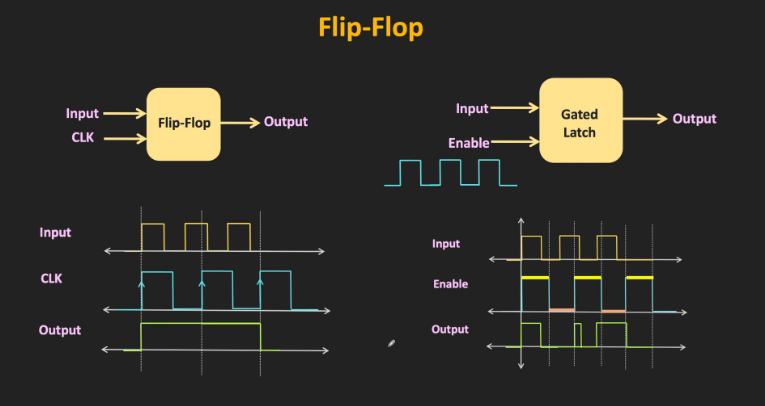 Flip-Flop
Input
CLK
Flip-Flop
Output
Input
Enable
Gated
Latch
Output
Input
CLK
Output
Input
Enable
Output